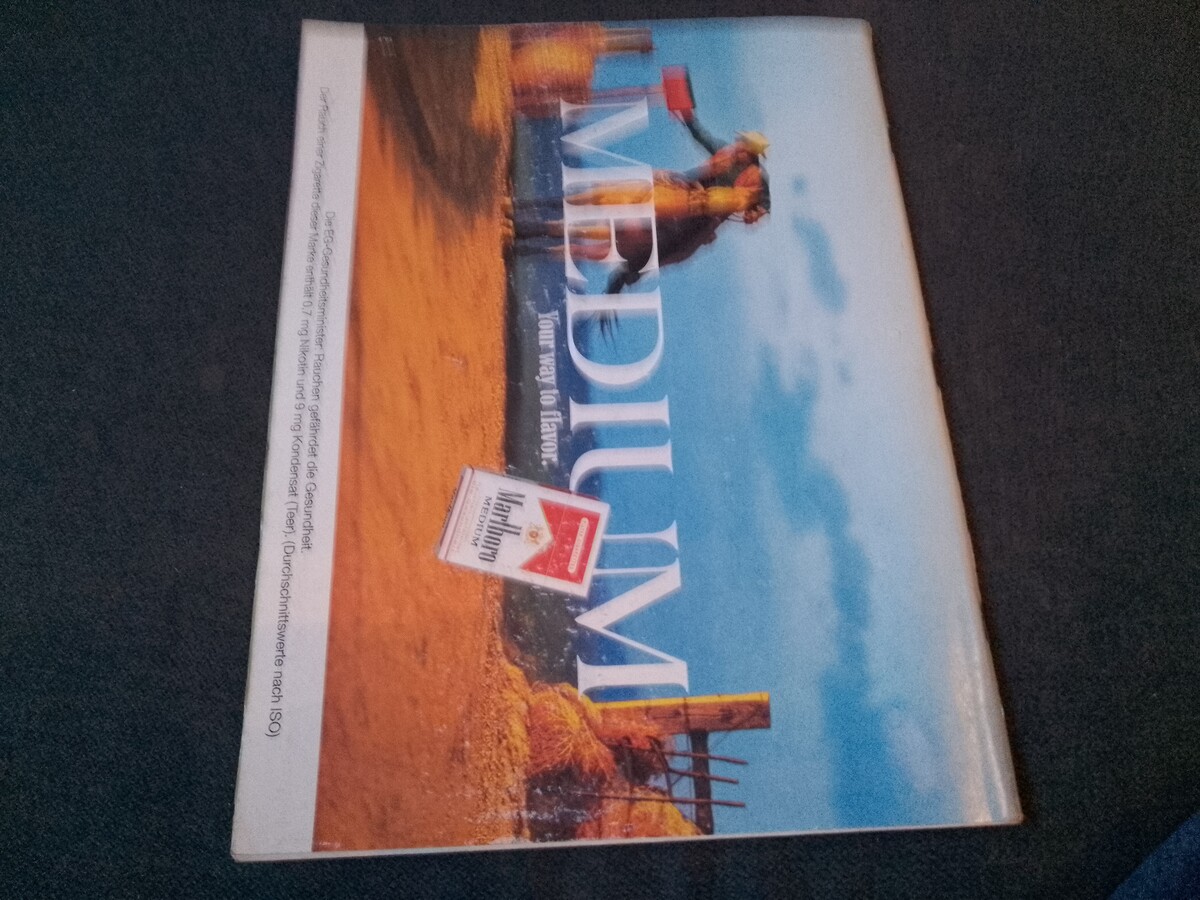 MEDIUM
Your way to flavor.
Marlboro
MEDIUM
Die EG-Gesundheitsminister: Rauchen gefährdet die Gesundheit.
Der Rauch einer Zigarette dieser Marke enthält 0,7 mg Nikotin und 9 mg Kondensat (Teer). (Durchschnittswerte nach ISO)